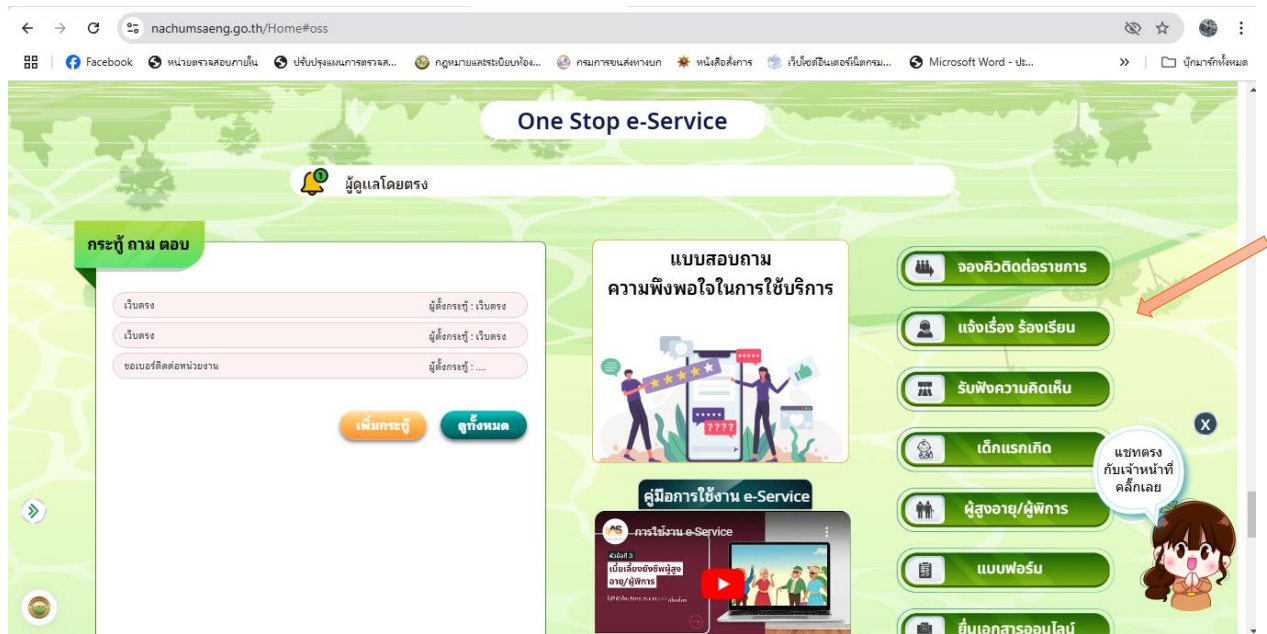 nachumsaeng.go.th/Home#oss
Facebook
หน่วยตรวจสอบภายใน
ปรับปรุงแผนการตรวจส...
กฎหมายและระเบียบท้อง...
กรมการขนส่งทางบก
หนังสือสั่งการ
เว็บไซต์อินเตอร์เน็ตกรม...
Microsoft Word - ปร...
»
บุ๊กมาร์กทั้งหมด
One Stop e-Service
1
ผู้ดูแลโดยตรง
กระทู้ ถาม ตอบ
เว็บตรง ผู้ตั้งกระทู้ : เว็บตรง
เว็บตรง ผู้ตั้งกระทู้ : เว็บตรง
ขอเบอร์ติดต่อหน่วยงาน ผู้ตั้งกระทู้ : ....
เพิ่มกระทู้
ดูทั้งหมด
แบบสอบถาม
ความพึงพอใจในการใช้บริการ
????
คู่มือการใช้งาน e-Service
การใช้งาน e-Service
หัวข้อที่ 3
เบี้ยเลี้ยงยังชีพผู้สูง
อายุ/ผู้พิการ
จองคิวติดต่อราชการ
แจ้งเรื่อง ร้องเรียน
รับฟังความคิดเห็น
เด็กแรกเกิด
ผู้สูงอายุ/ผู้พิการ
แบบฟอร์ม
ยื่นเอกสารออนไลน์
X
แชทตรง
กับเจ้าหน้าที่
คลิ๊กเลย